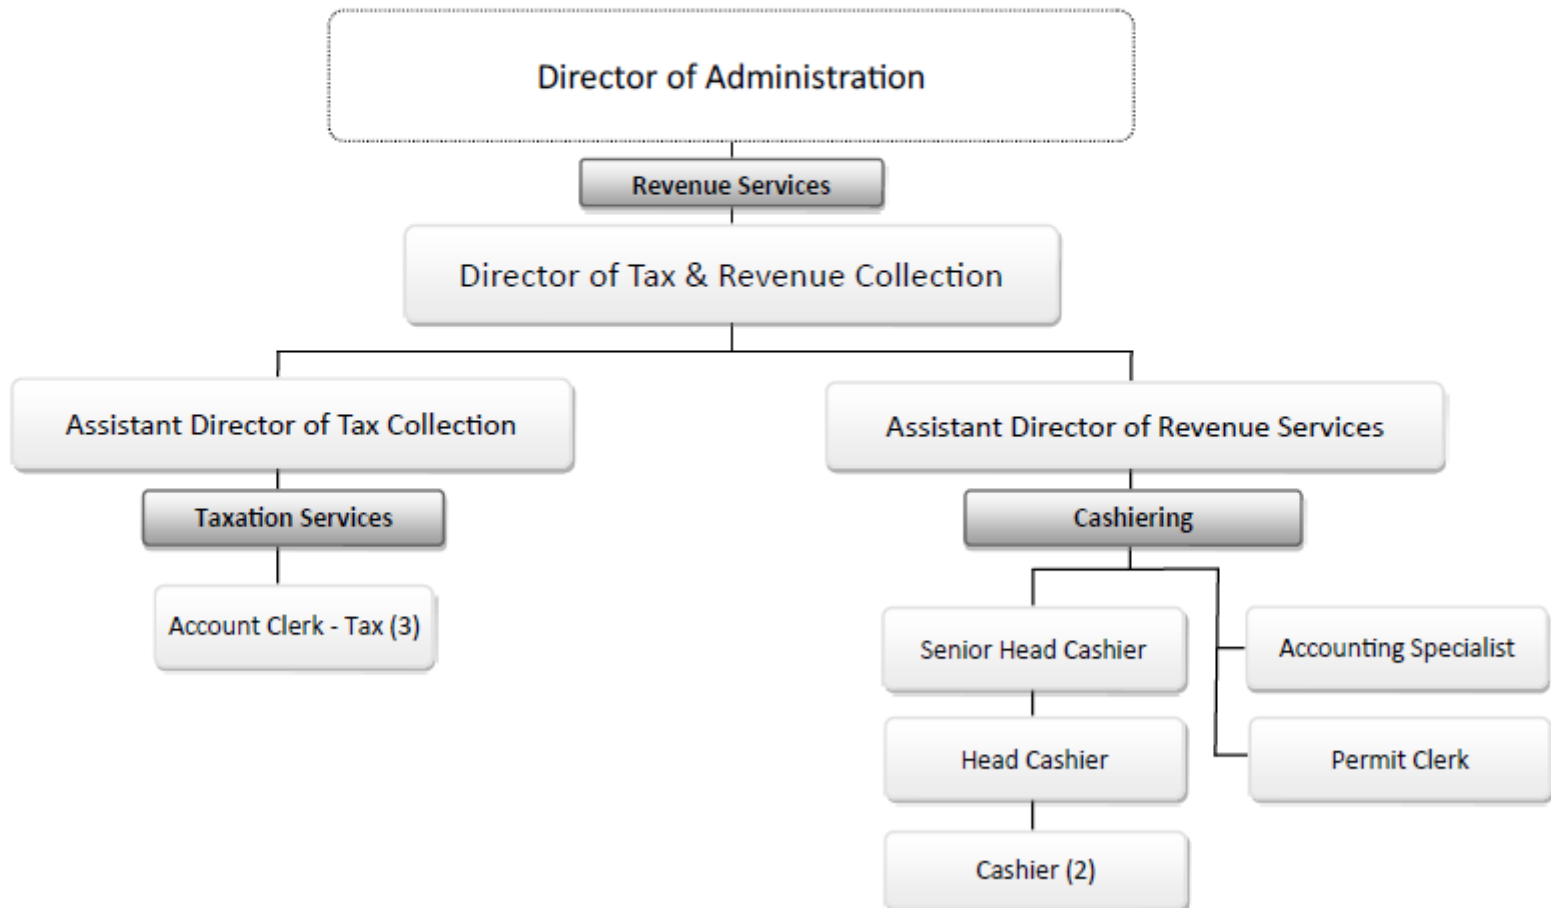 Director of Administration
Revenue Services
Director of Tax & Revenue Collection
Assistant Director of Tax Collection
Assistant Director of Revenue Services
Taxation Services
Cashiering
Account Clerk - Tax (3)
Senior Head Cashier
Accounting Specialist
Head Cashier
Permit Clerk
Cashier (2)